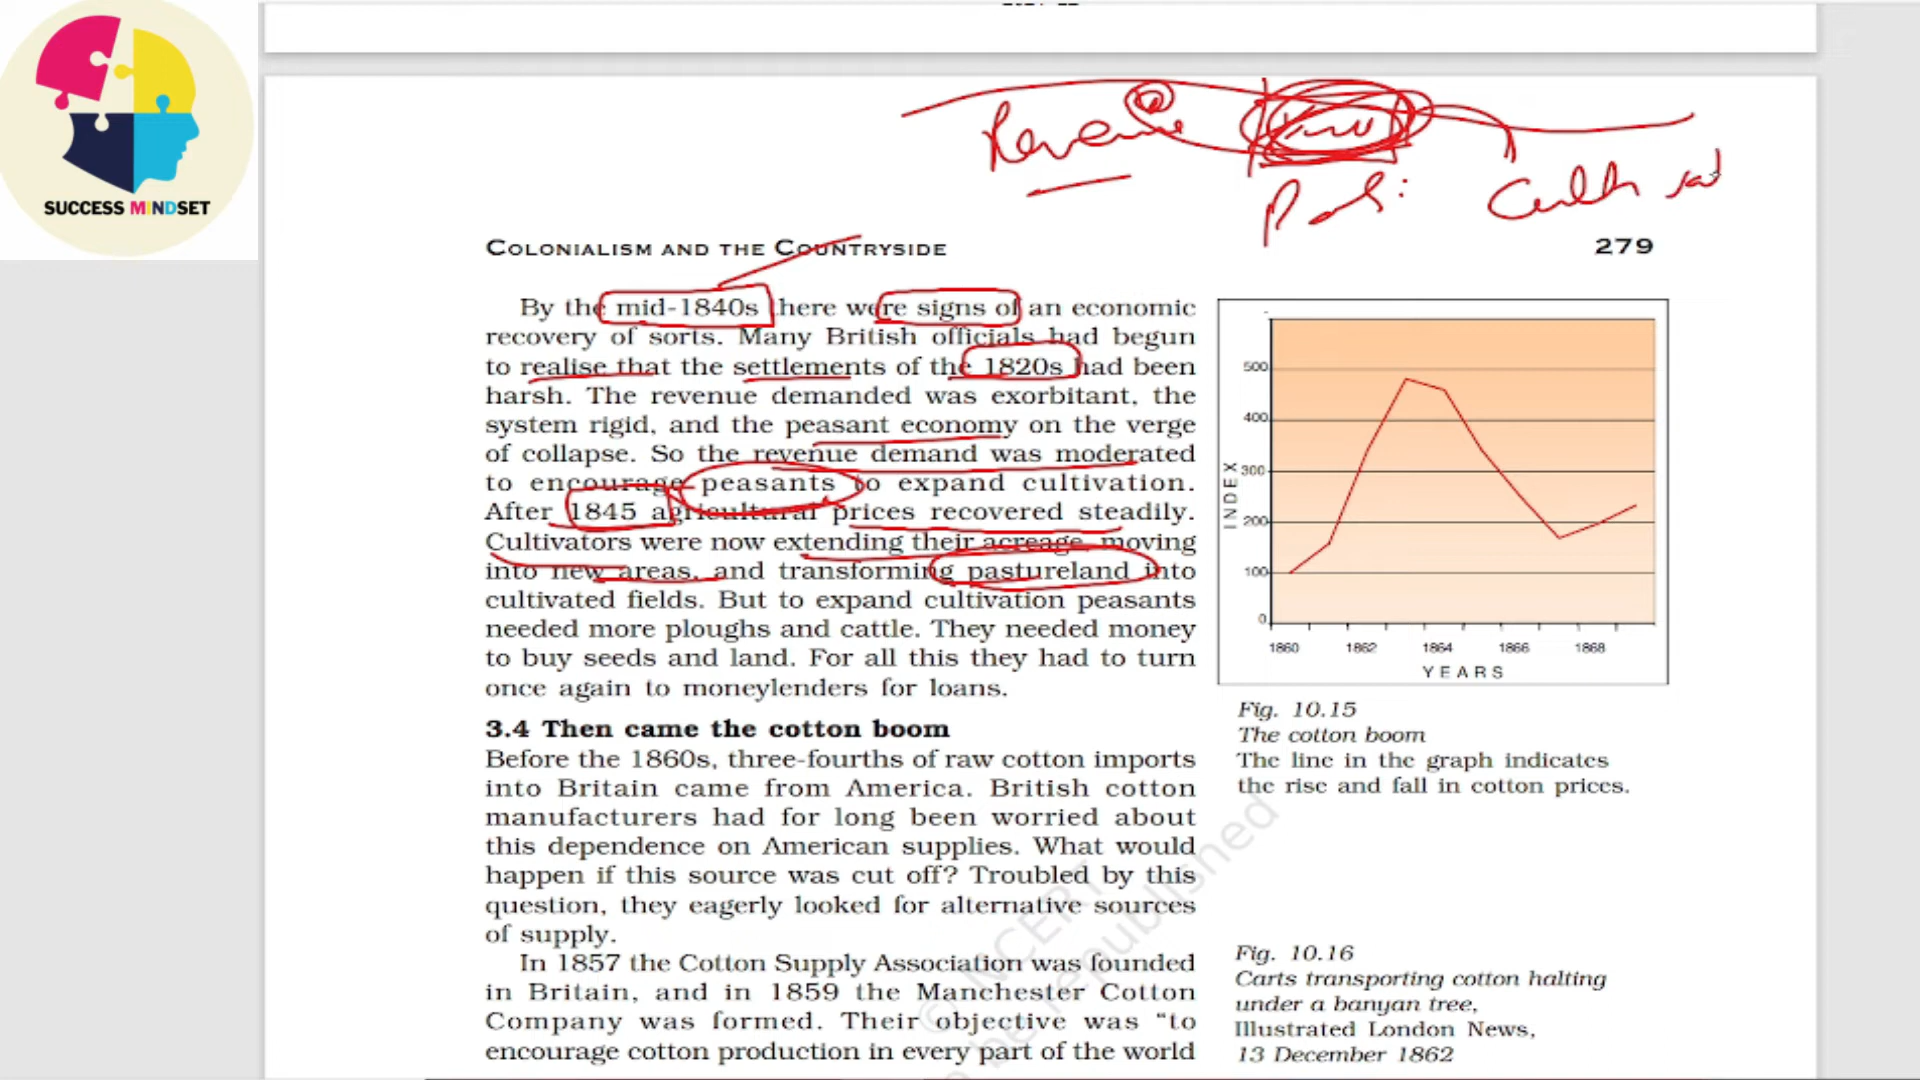 SUCCESS MINDSET
Revenue
COLONIALISM AND THE COUNTRYSIDE
279
By the mid-1840s there were signs of an economic
recovery of sorts. Many British officials had begun
to realise that the settlements of the 1820s had been
harsh. The revenue demanded was exorbitant, the
system rigid, and the peasant economy on the verge
of collapse. So the revenue demand was moderated
to encourage peasants to expand cultivation.
After 1845 agricultural prices recovered steadily.
Cultivators were now extending their acreage, moving
into new areas, and transforming pastureland into
cultivated fields. But to expand cultivation peasants
needed more ploughs and cattle. They needed money
to buy seeds and land. For all this they had to turn
once again to moneylenders for loans.
3.4 Then came the cotton boom
Before the 1860s, three-fourths of raw cotton imports
into Britain came from America. British cotton
manufacturers had for long been worried about
this dependence on American supplies. What would
happen if this source was cut off? Troubled by this
question, they eagerly looked for alternative sources
of supply.
In 1857 the Cotton Supply Association was founded
in Britain, and in 1859 the Manchester Cotton
Company was formed. Their objective was “to
encourage cotton production in every part of the world
INDEX
500
400
300
200
100
0
1860 1862 1864 1866 1868
YEARS
Fig. 10.15
The cotton boom
The line in the graph indicates
the rise and fall in cotton prices.
Fig. 10.16
Carts transporting cotton halting
under a banyan tree,
Illustrated London News,
13 December 1862
© NCERT
be republished